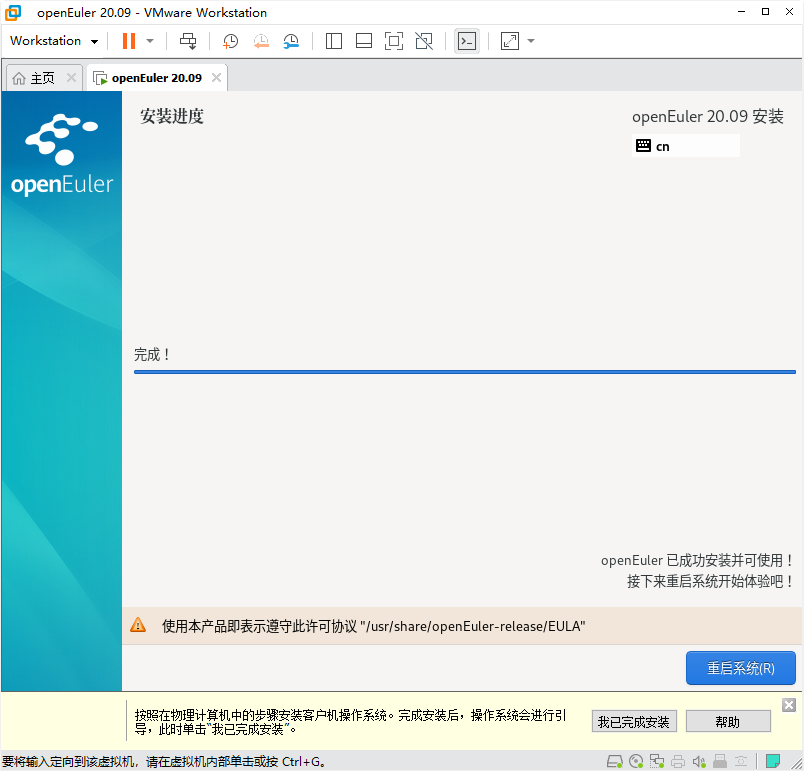 openEuler 20.09 - VMware Workstation
Workstation
主页
openEuler 20.09
openEuler
安装进度
openEuler 20.09 安装
cn
完成！
openEuler 已成功安装并可使用！
接下来重启系统开始体验吧！
使用本产品即表示遵守此许可协议 "/usr/share/openEuler-release/EULA"
重启系统(R)
按照在物理计算机中的步骤安装客户机操作系统。完成安装后，操作系统会进行引
导，此时单击“我已完成安装”。
我已完成安装
帮助
要将输入定向到该虚拟机，请在虚拟机内部单击或按 Ctrl+G。